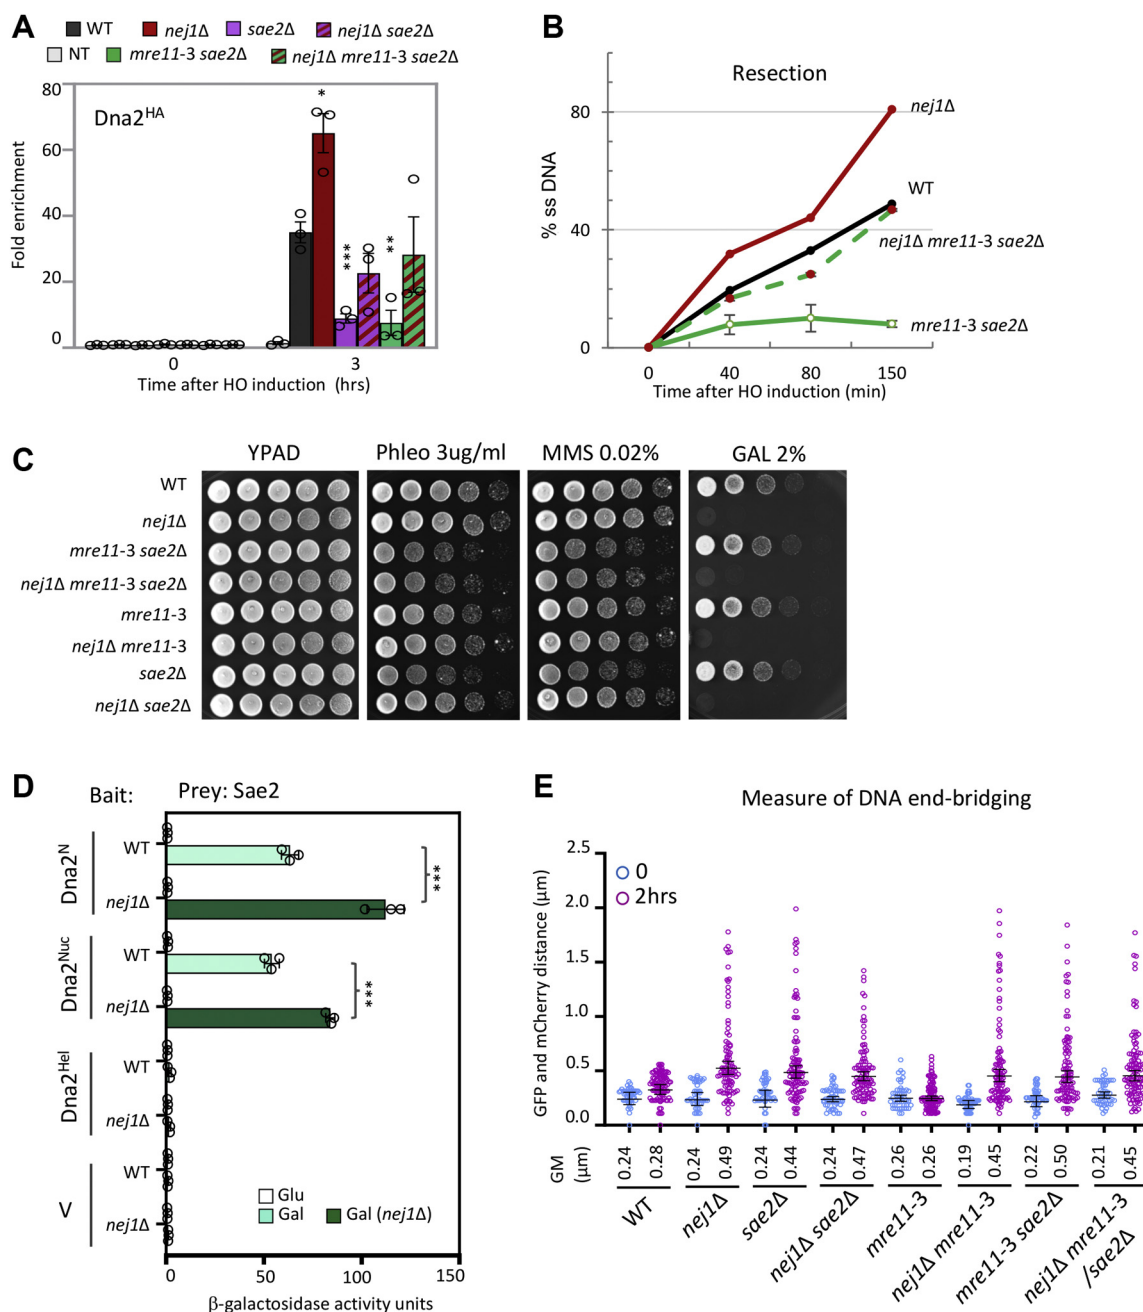 A
WT
nej1Δ
sae2Δ
nej1Δ sae2Δ
NT
mre11-3 sae2Δ
nej1Δ mre11-3 sae2Δ
Dna2HA
Fold enrichment
80
60
40
20
0
*
***
**
0
3
Time after HO induction (hrs)
B
Resection
% ss DNA
80
40
0
nej1Δ
WT
nej1Δ mre11-3 sae2Δ
mre11-3 sae2Δ
0
40
80
150
Time after HO induction (min)
C
YPAD
Phleo 3ug/ml
MMS 0.02%
GAL 2%
WT
nej1Δ
mre11-3 sae2Δ
nej1Δ mre11-3 sae2Δ
mre11-3
nej1Δ mre11-3
sae2Δ
nej1Δ sae2Δ
D
Bait:
Prey: Sae2
Dna2N
WT
nej1Δ
***
Dna2Nuc
WT
nej1Δ
***
Dna2Hel
WT
nej1Δ
V
WT
nej1Δ
Glu
Gal
Gal (nej1Δ)
0
50
100
150
β-galactosidase activity units
E
Measure of DNA end-bridging
GFP and mCherry distance (μm)
2.5
2.0
1.5
1.0
0.5
0.0
0
2hrs
GM
(μm)
0.24
0.28
0.24
0.49
0.24
0.44
0.24
0.47
0.26
0.26
0.19
0.45
0.22
0.50
0.21
0.45
WT
nej1Δ
sae2Δ
nej1Δ sae2Δ
mre11-3
nej1Δ mre11-3
mre11-3 sae2Δ
nej1Δ mre11-3
/sae2Δ